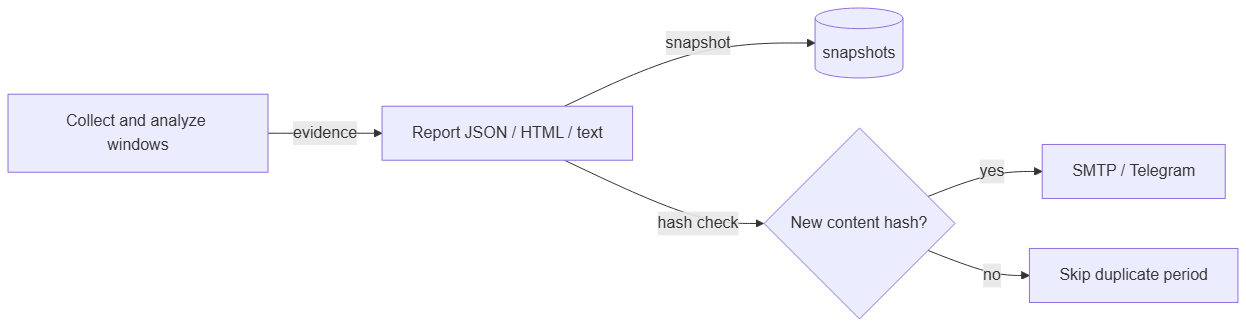 snapshot
snapshots
Collect and analyze
windows
evidence
Report JSON / HTML / text
hash check
New content hash?
yes
SMTP / Telegram
no
Skip duplicate period